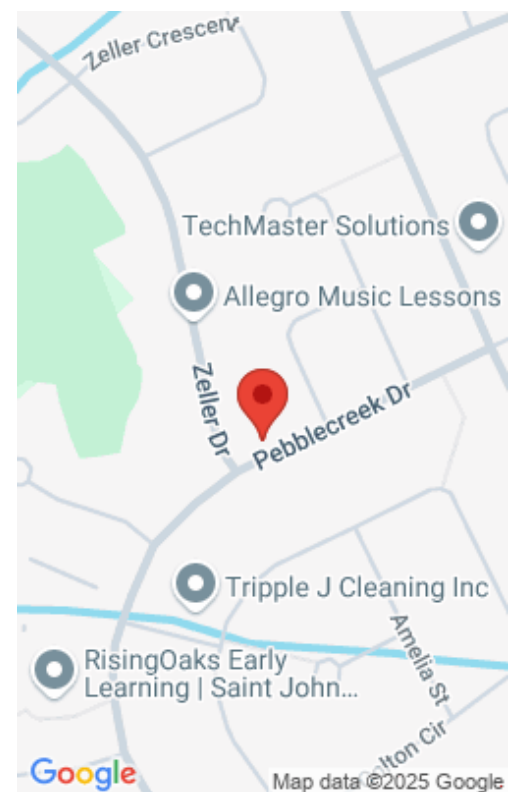 Zeller Crescent
TechMaster Solutions
Allegro Music Lessons
Zeller Dr
Pebblecreek Dr
Tripple J Cleaning Inc
Amelia St
RisingOaks Early
Learning | Saint John...
Google
Map data ©2025 Google